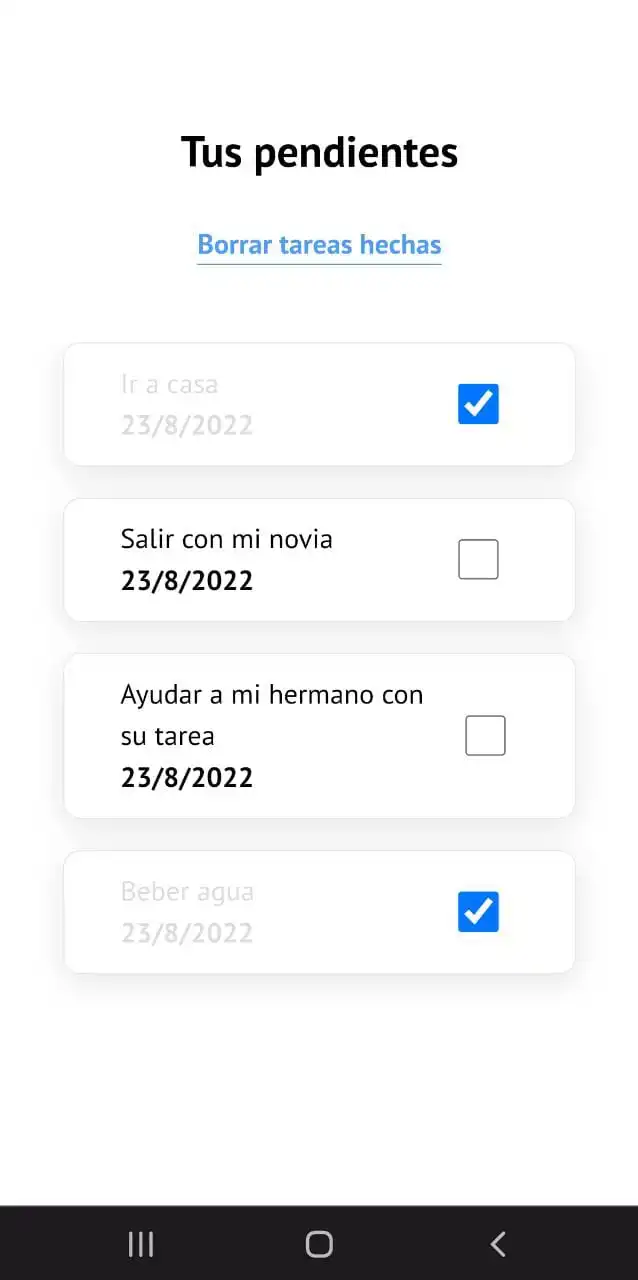 Tus pendientes
Borrar tareas hechas
Ir a casa
23/8/2022
Salir con mi novia
23/8/2022
Ayudar a mi hermano con
su tarea
23/8/2022
Beber agua
23/8/2022